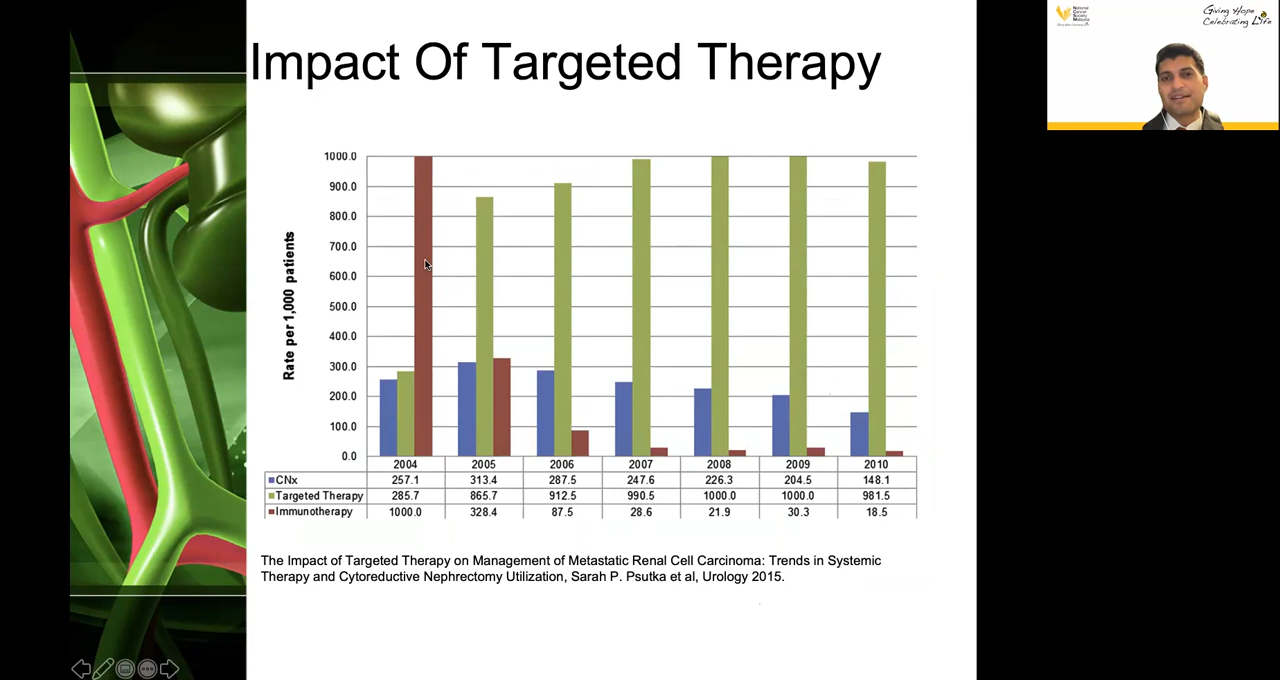 Impact Of Targeted Therapy
National
Cancer
Society
Malaysia
Giving Hope
Celebrating Life
Rate per 1,000 patients
1000.0
900.0
800.0
700.0
600.0
500.0
400.0
300.0
200.0
100.0
0.0
2004 2005 2006 2007 2008 2009 2010
CNx 257.1 313.4 287.5 247.6 226.3 204.5 148.1
Targeted Therapy 285.7 865.7 912.5 990.5 1000.0 1000.0 981.5
Immunotherapy 1000.0 328.4 87.5 28.6 21.9 30.3 18.5
The Impact of Targeted Therapy on Management of Metastatic Renal Cell Carcinoma: Trends in Systemic
Therapy and Cytoreductive Nephrectomy Utilization, Sarah P. Psutka et al, Urology 2015.